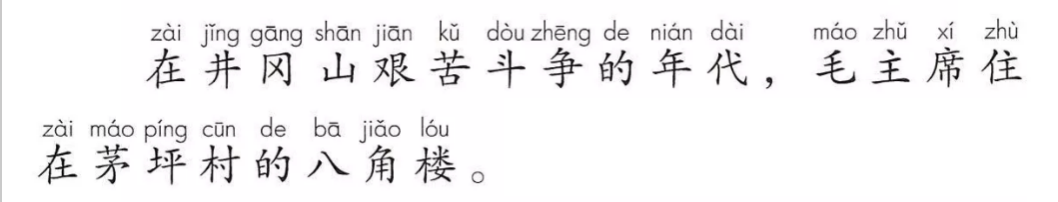 zài jǐng gāng shān jiān kǔ dòu zhēng de nián dài máo zhǔ xí zhù
在井冈山艰苦斗争的年代，毛主席住
zài máo píng cūn de bā jiǎo lóu
在茅坪村的八角楼。